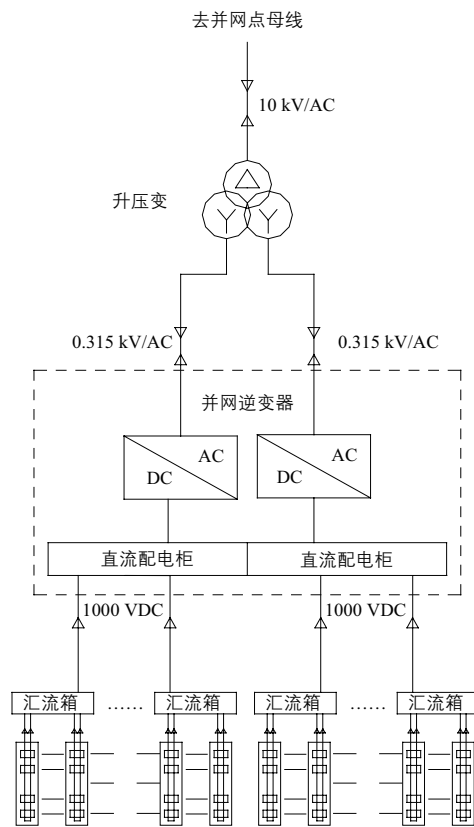 去并网点母线
10 kV/AC
升压变
0.315 kV/AC 0.315 kV/AC
并网逆变器
AC AC
DC DC
直流配电柜 直流配电柜
1000 VDC 1000 VDC
汇流箱 …… 汇流箱 汇流箱 …… 汇流箱